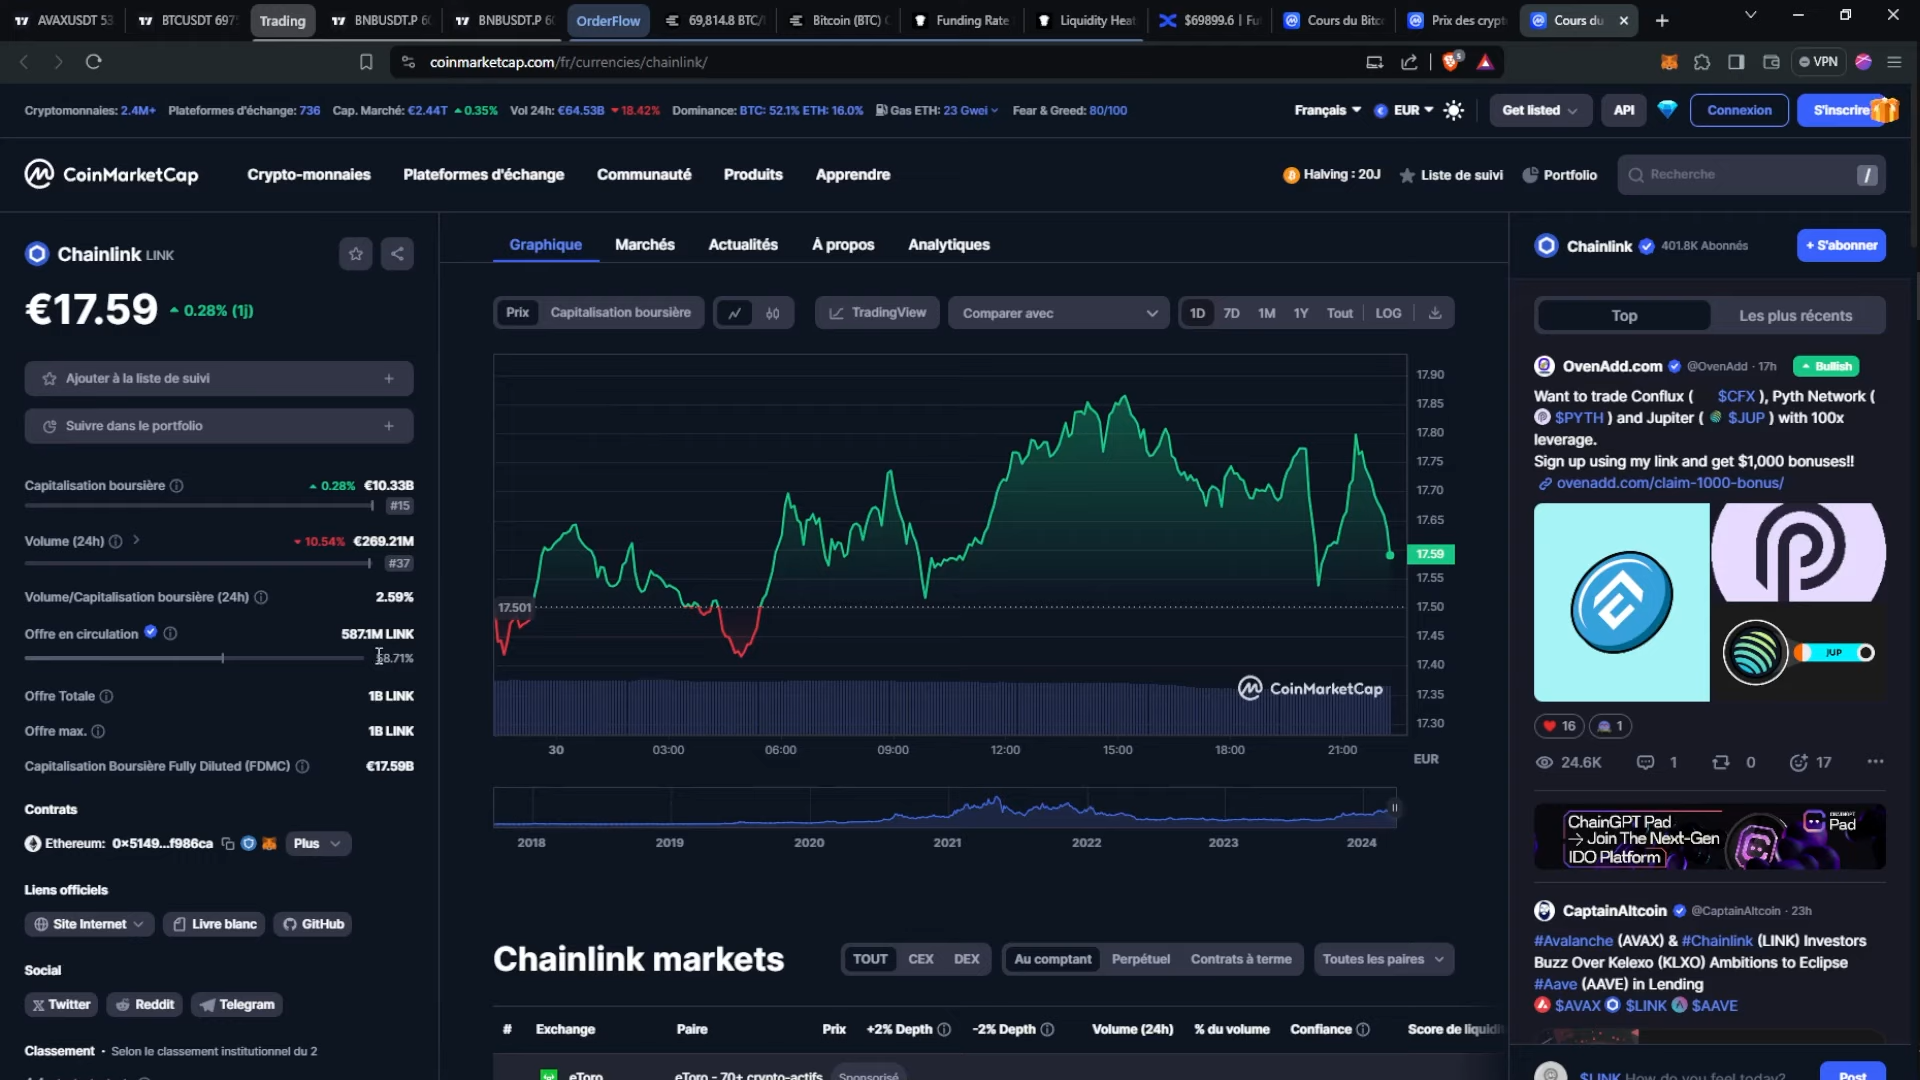 AVAXUSDT 53
BTCUSDT 697
Trading
BNBUSDT.P 60
BNBUSDT.P 60
OrderFlow
69,814.8 BTC/
Bitcoin (BTC)
Funding Rate
Liquidity Heat
$69899.6 | Fu
Cours du Bitc
Prix des crypt
Cours du
coinmarketcap.com/fr/currencies/chainlink/
5
VPN
Cryptomonnaies: 2.4M+ Plateformes d'échange: 736 Cap. Marché: €2.44T 0.35% Vol 24h: €64.53B 18.42% Dominance: BTC: 52.1% ETH: 16.0% Gas ETH: 23 Gwei Fear & Greed: 80/100
Français EUR Get listed API Connexion S'inscrire
CoinMarketCap Crypto-monnaies Plateformes d'échange Communauté Produits Apprendre
Halving : 20J Liste de suivi Portfolio Recherche /
Chainlink LINK
€17.59 0.28% (1j)
Ajouter à la liste de suivi +
Suivre dans le portfolio +
Capitalisation boursière 0.28% €10.33B
#15
Volume (24h) 10.54% €269.21M
#37
Volume/Capitalisation boursière (24h) 2.59%
Offre en circulation 587.1M LINK
58.71%
Offre Totale 1B LINK
Offre max. 1B LINK
Capitalisation Boursière Fully Diluted (FDMC) €17.59B
Contrats
Ethereum: 0x5149...f986ca Plus
Liens officiels
Site Internet Livre blanc GitHub
Social
Twitter Reddit Telegram
Classement · Selon le classement institutionnel du 2
Graphique Marchés Actualités À propos Analytiques
Prix Capitalisation boursière TradingView Comparer avec 1D 7D 1M 1Y Tout LOG
17.90
17.85
17.80
17.75
17.70
17.65
17.59
17.55
17.501
17.50
17.45
17.40
17.35
17.30
CoinMarketCap
30 03:00 06:00 09:00 12:00 15:00 18:00 21:00
EUR
2018 2019 2020 2021 2022 2023 2024
Chainlink markets TOUT CEX DEX Au comptant Perpétuel Contrats à terme Toutes les paires
# Exchange Paire Prix +2% Depth -2% Depth Volume (24h) % du volume Confiance Score de liquidi
eToro eToro - 70+ crypto-actifs Sponsorisé
Chainlink 401.8K Abonnés + S'abonner
Top Les plus récents
OvenAdd.com @OvenAdd · 17h Bullish
Want to trade Conflux ( $CFX ), Pyth Network (
$PYTH ) and Jupiter ( $JUP ) with 100x
leverage.
Sign up using my link and get $1,000 bonuses!!
ovenadd.com/claim-1000-bonus/
JUP
16 1
24.6K 1 0 17
ChainGPT Pad
→ Join The Next-Gen
IDO Platform
Pad
CaptainAltcoin @CaptainAltcoin · 23h
#Avalanche (AVAX) & #Chainlink (LINK) Investors
Buzz Over Kelexo (KLXO) Ambitions to Eclipse
#Aave (AAVE) in Lending
$AVAX $LINK $AAVE
$LINK How do you feel today?
Post